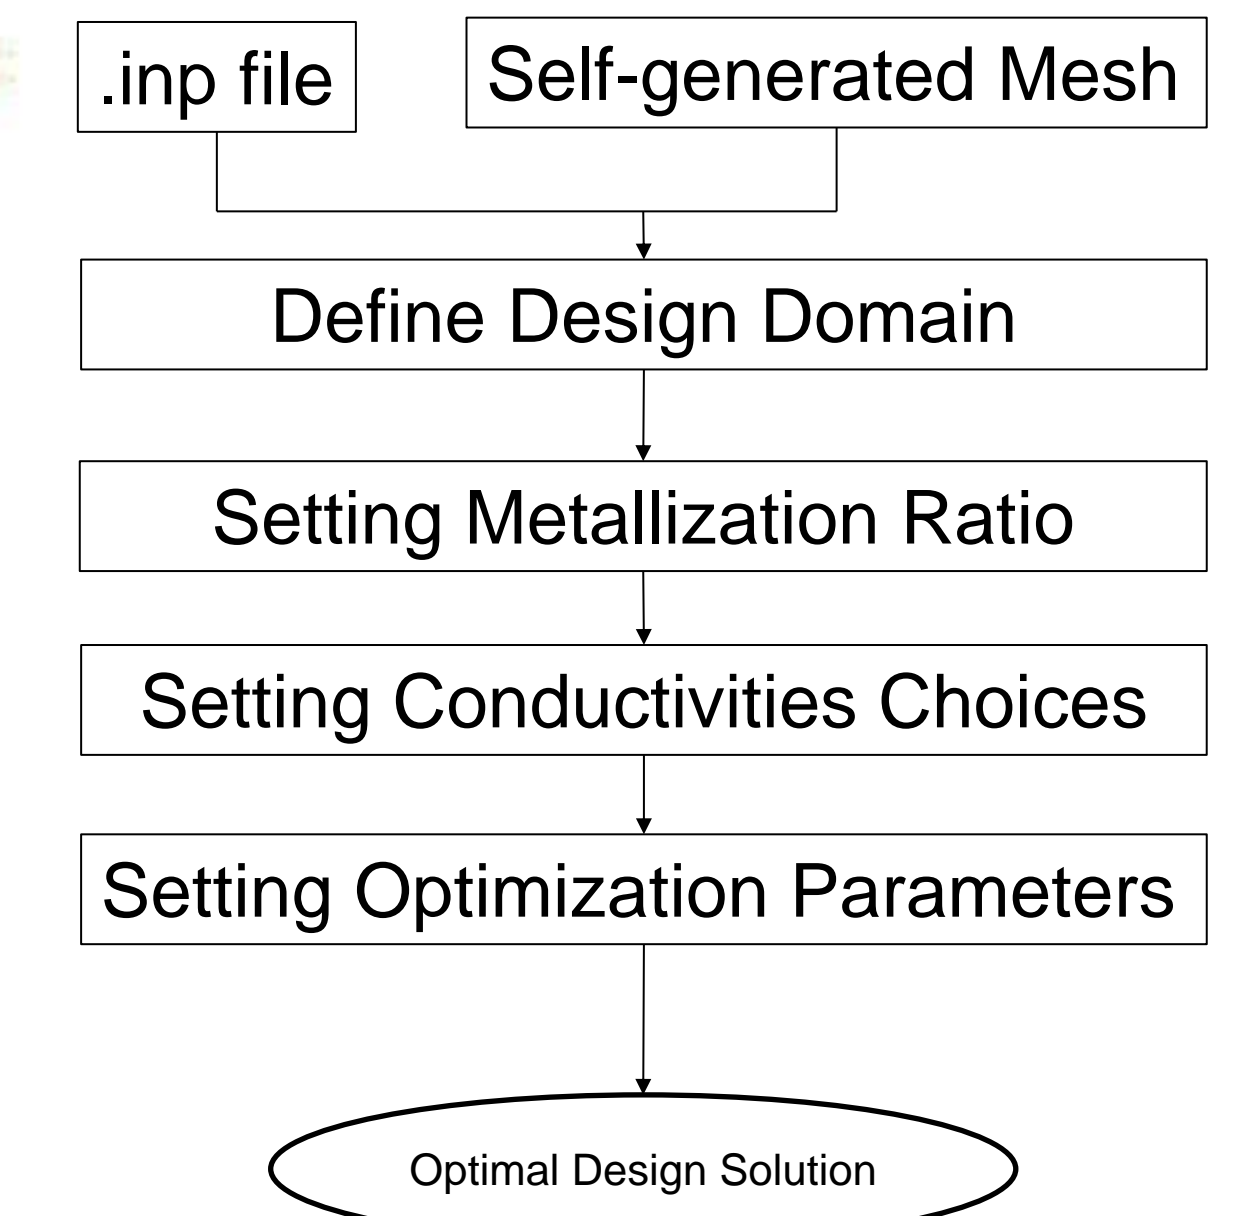 .inp file
Self-generated Mesh
Define Design Domain
Setting Metallization Ratio
Setting Conductivities Choices
Setting Optimization Parameters
Optimal Design Solution